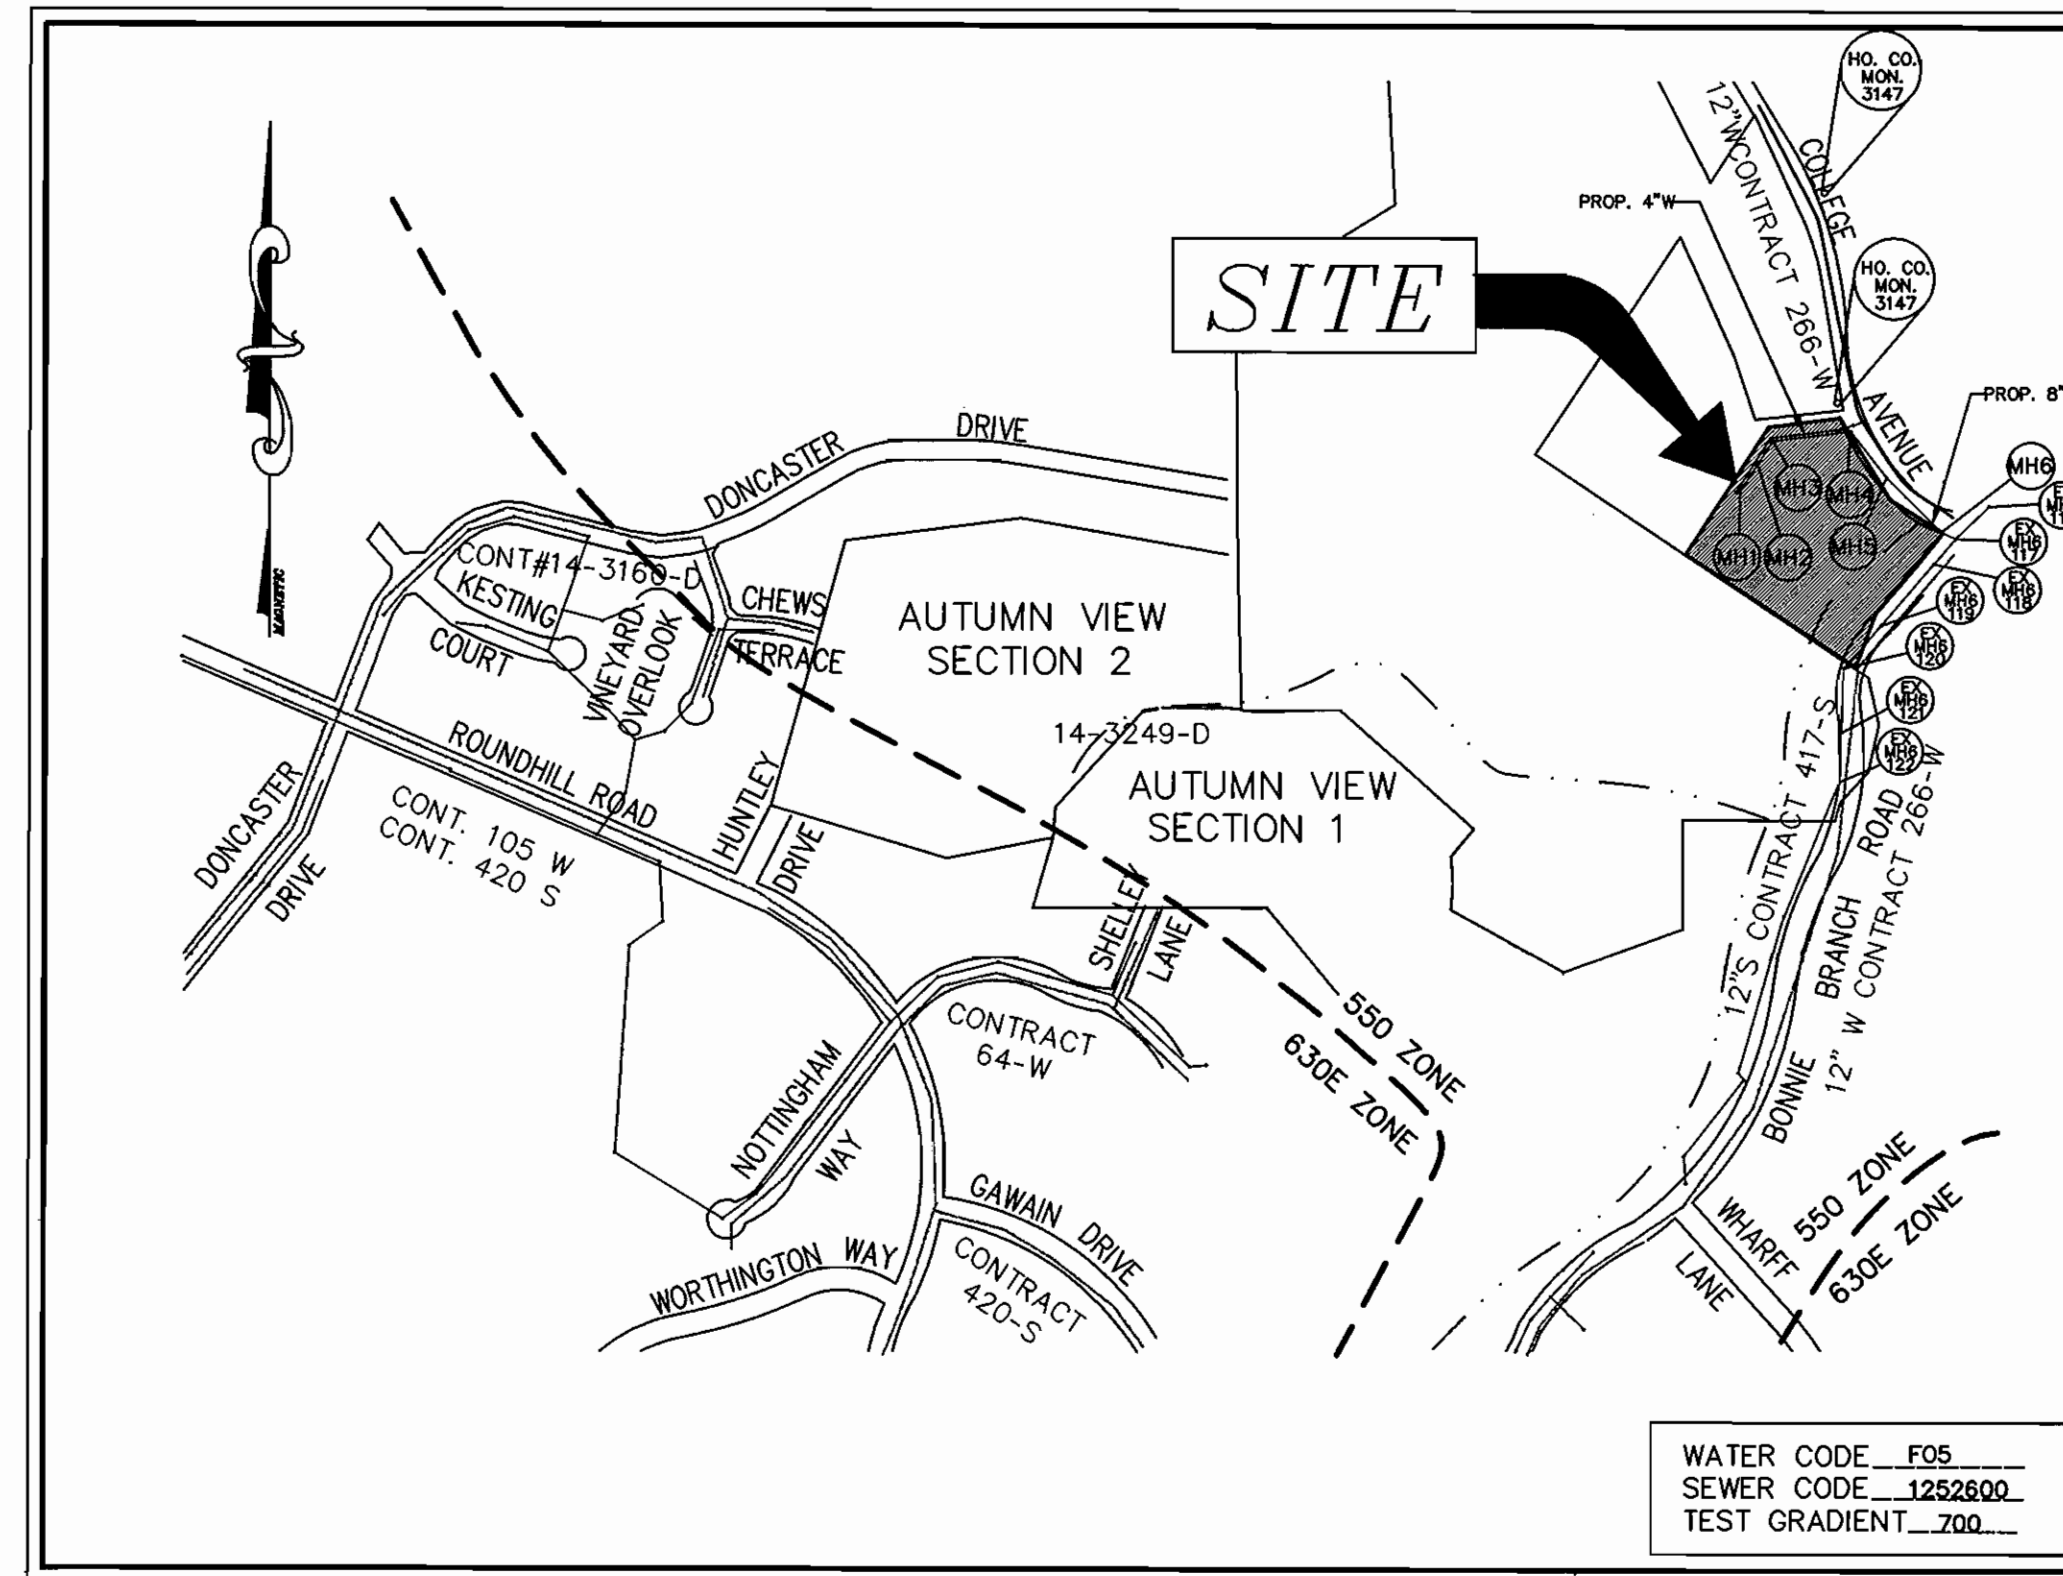 HO. CO.
MON.
3147
12"W
CONTRACT 266-W
COLLEGE
AVENUE
PROP. 4"W
HO. CO.
MON.
3147
SITE
PROP. 8"
MH6
MH3
MH4
MH1
MH2
MH5
EX
MH6
117
EX
MH6
118
EX
MH6
119
EX
MH6
120
EX
MH6
121
EX
MH6
122
MAGNETIC
DONCASTER
DRIVE
CONT#14-3160-D
KESTING
COURT
VINEYARD
OVERLOOK
CHEWS
TERRACE
AUTUMN VIEW
SECTION 2
14-3249-D
AUTUMN VIEW
SECTION 1
ROUNDHILL ROAD
CONT. 105 W
CONT. 420 S
DONCASTER
DRIVE
HUNTLEY
DRIVE
SHELLEY
LANE
12"S CONTRACT 417-S
BONNIE BRANCH ROAD
12" W CONTRACT 266-W
550 ZONE
630E ZONE
CONTRACT
64-W
NOTTINGHAM
WAY
GAWAIN DRIVE
CONTRACT
420-S
WORTHINGTON WAY
WHARFF
LANE
550 ZONE
630E ZONE
WATER CODE F05
SEWER CODE 1252600
TEST GRADIENT 700